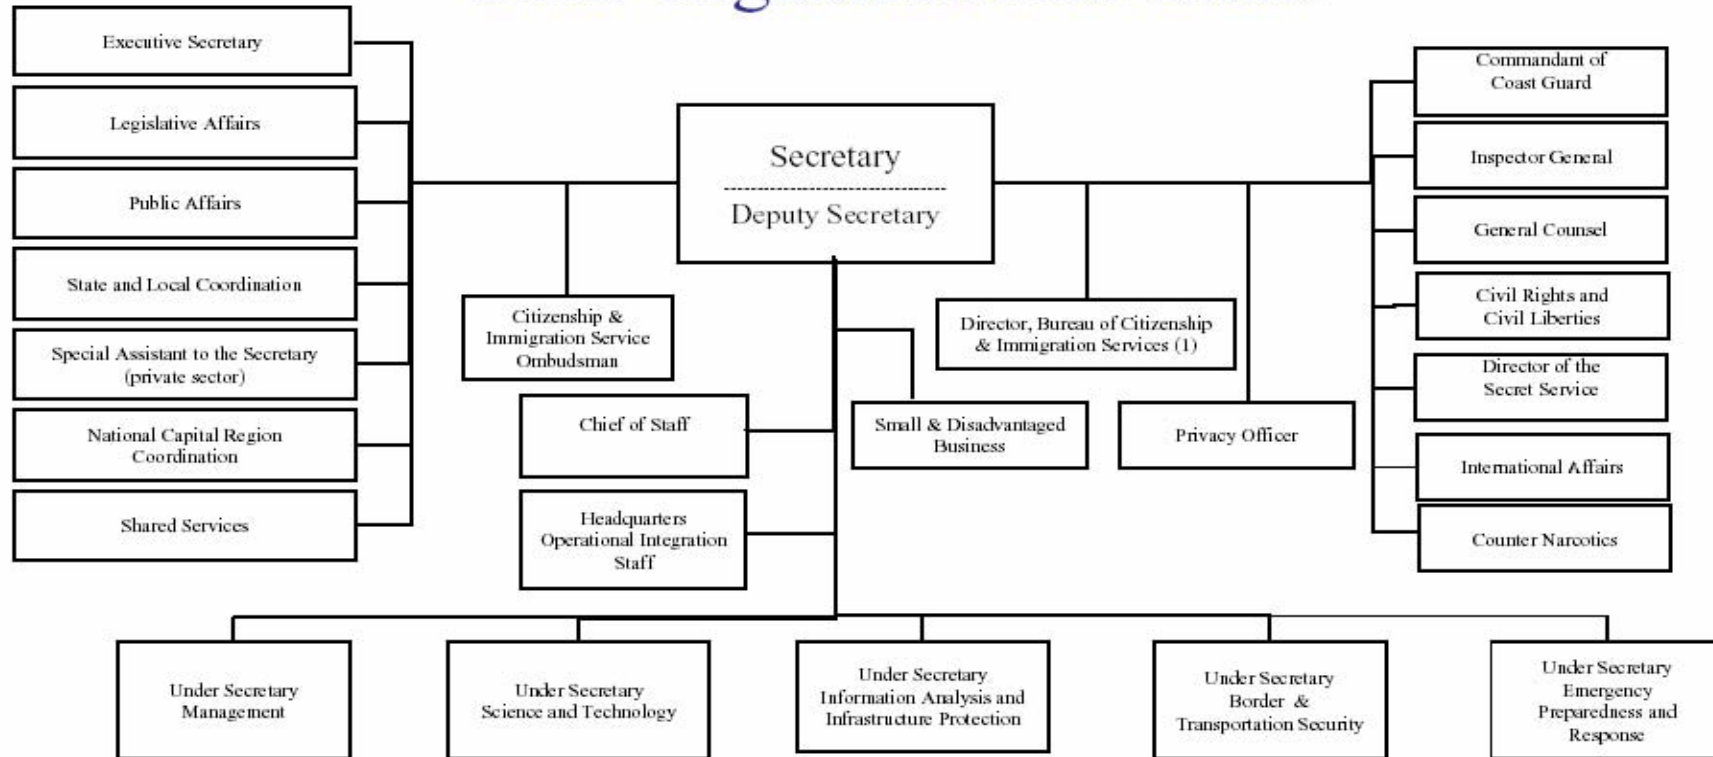 Executive Secretary
Legislative Affairs
Public Affairs
State and Local Coordination
Special Assistant to the Secretary
(private sector)
National Capital Region
Coordination
Shared Services
Secretary
Deputy Secretary
Citizenship &
Immigration Service
Ombudsman
Chief of Staff
Headquarters
Operational Integration
Staff
Small & Disadvantaged
Business
Director, Bureau of Citizenship
& Immigration Services (1)
Privacy Officer
Commandant of
Coast Guard
Inspector General
General Counsel
Civil Rights and
Civil Liberties
Director of the
Secret Service
International Affairs
Counter Narcotics
Under Secretary
Management
Under Secretary
Science and Technology
Under Secretary
Information Analysis and
Infrastructure Protection
Under Secretary
Border &
Transportation Security
Under Secretary
Emergency
Preparedness and
Response